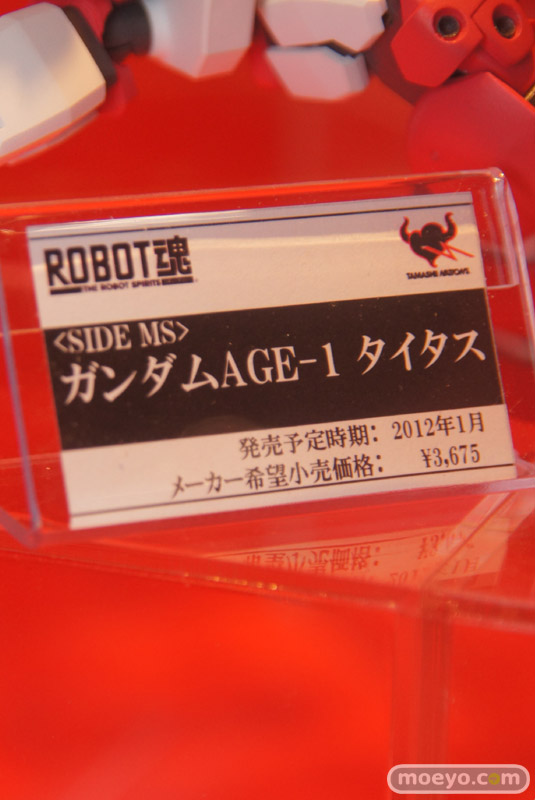 ROBOT魂
THE ROBOT SPIRITS
TAMASHII NATIONS
<SIDE MS>
ガンダムAGE-1 タイタス
発売予定時期： 2012年1月
メーカー希望小売価格： ¥3,675
moeyo.com